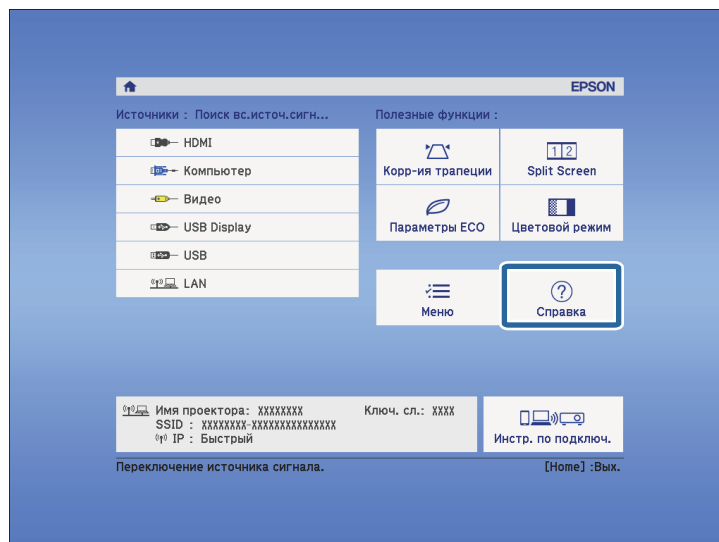 EPSON
Источники : Поиск вс.источ.сигн...
HDMI
Компьютер
Видео
USB Display
USB
LAN
Полезные функции :
Корр-ия трапеции
1 2
Split Screen
Параметры ECO
Цветовой режим
Меню
?
Справка
Имя проектора: XXXXXXXX Ключ. сл.: XXXX
SSID : XXXXXXXX-XXXXXXXXXXXXXXX
IP : Быстрый
Инстр. по подключ.
Переключение источника сигнала. [Home] :Вых.